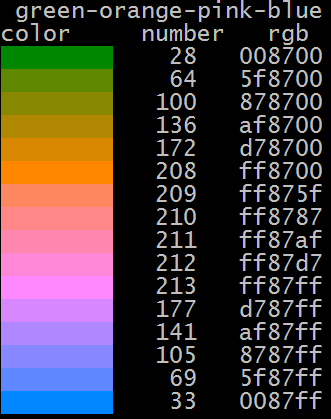 green-orange-pink-blue
color number rgb
28 008700
64 5f8700
100 878700
136 af8700
172 d78700
208 ff8700
209 ff875f
210 ff8787
211 ff87af
212 ff87d7
213 ff87ff
177 d787ff
141 af87ff
105 8787ff
69 5f87ff
33 0087ff